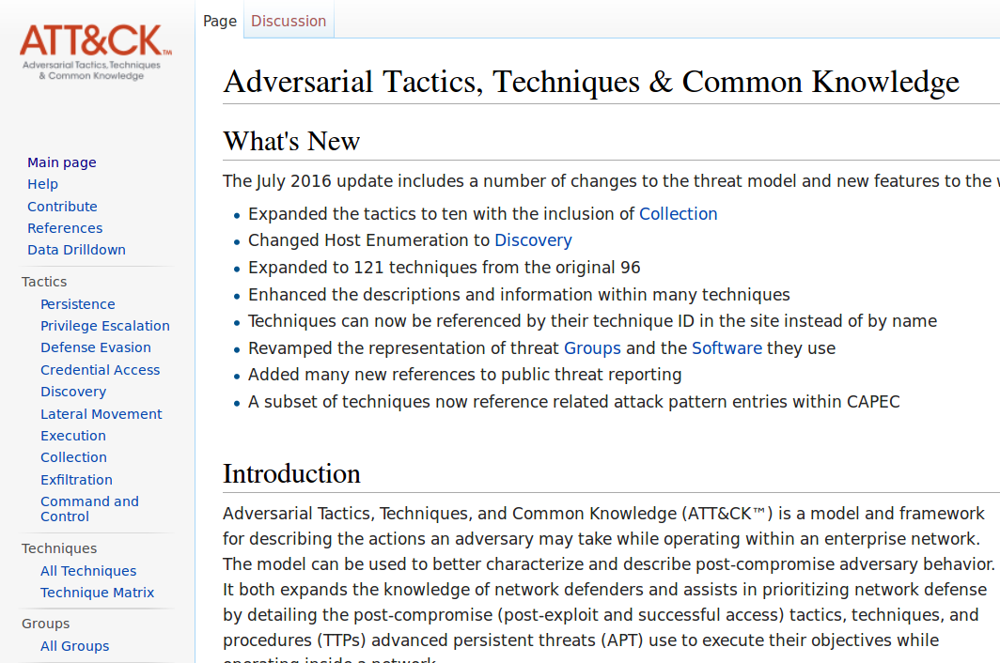 ATT&CK™
Adversarial Tactics, Techniques
& Common Knowledge
Main page
Help
Contribute
References
Data Drilldown
Tactics
Persistence
Privilege Escalation
Defense Evasion
Credential Access
Discovery
Lateral Movement
Execution
Collection
Exfiltration
Command and
Control
Techniques
All Techniques
Technique Matrix
Groups
All Groups
Page
Discussion
Adversarial Tactics, Techniques & Common Knowledge
What's New
The July 2016 update includes a number of changes to the threat model and new features to the
Expanded the tactics to ten with the inclusion of Collection
Changed Host Enumeration to Discovery
Expanded to 121 techniques from the original 96
Enhanced the descriptions and information within many techniques
Techniques can now be referenced by their technique ID in the site instead of by name
Revamped the representation of threat Groups and the Software they use
Added many new references to public threat reporting
A subset of techniques now reference related attack pattern entries within CAPEC
Introduction
Adversarial Tactics, Techniques, and Common Knowledge (ATT&CK™) is a model and framework
for describing the actions an adversary may take while operating within an enterprise network.
The model can be used to better characterize and describe post-compromise adversary behavior.
It both expands the knowledge of network defenders and assists in prioritizing network defense
by detailing the post-compromise (post-exploit and successful access) tactics, techniques, and
procedures (TTPs) advanced persistent threats (APT) use to execute their objectives while
operating inside a network.